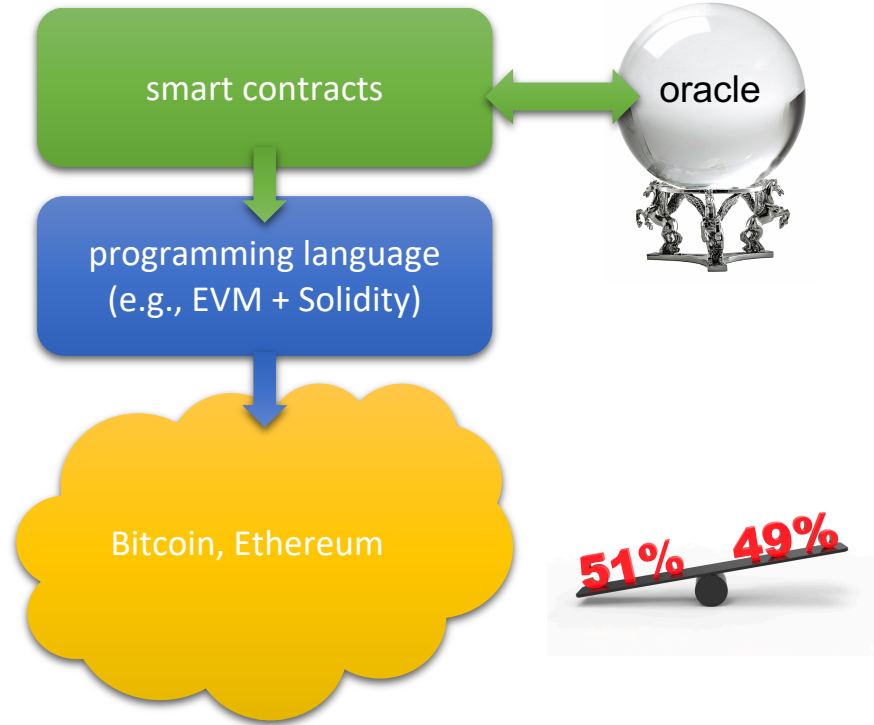 smart contracts
oracle
programming language
(e.g., EVM + Solidity)
Bitcoin, Ethereum
51% 49%